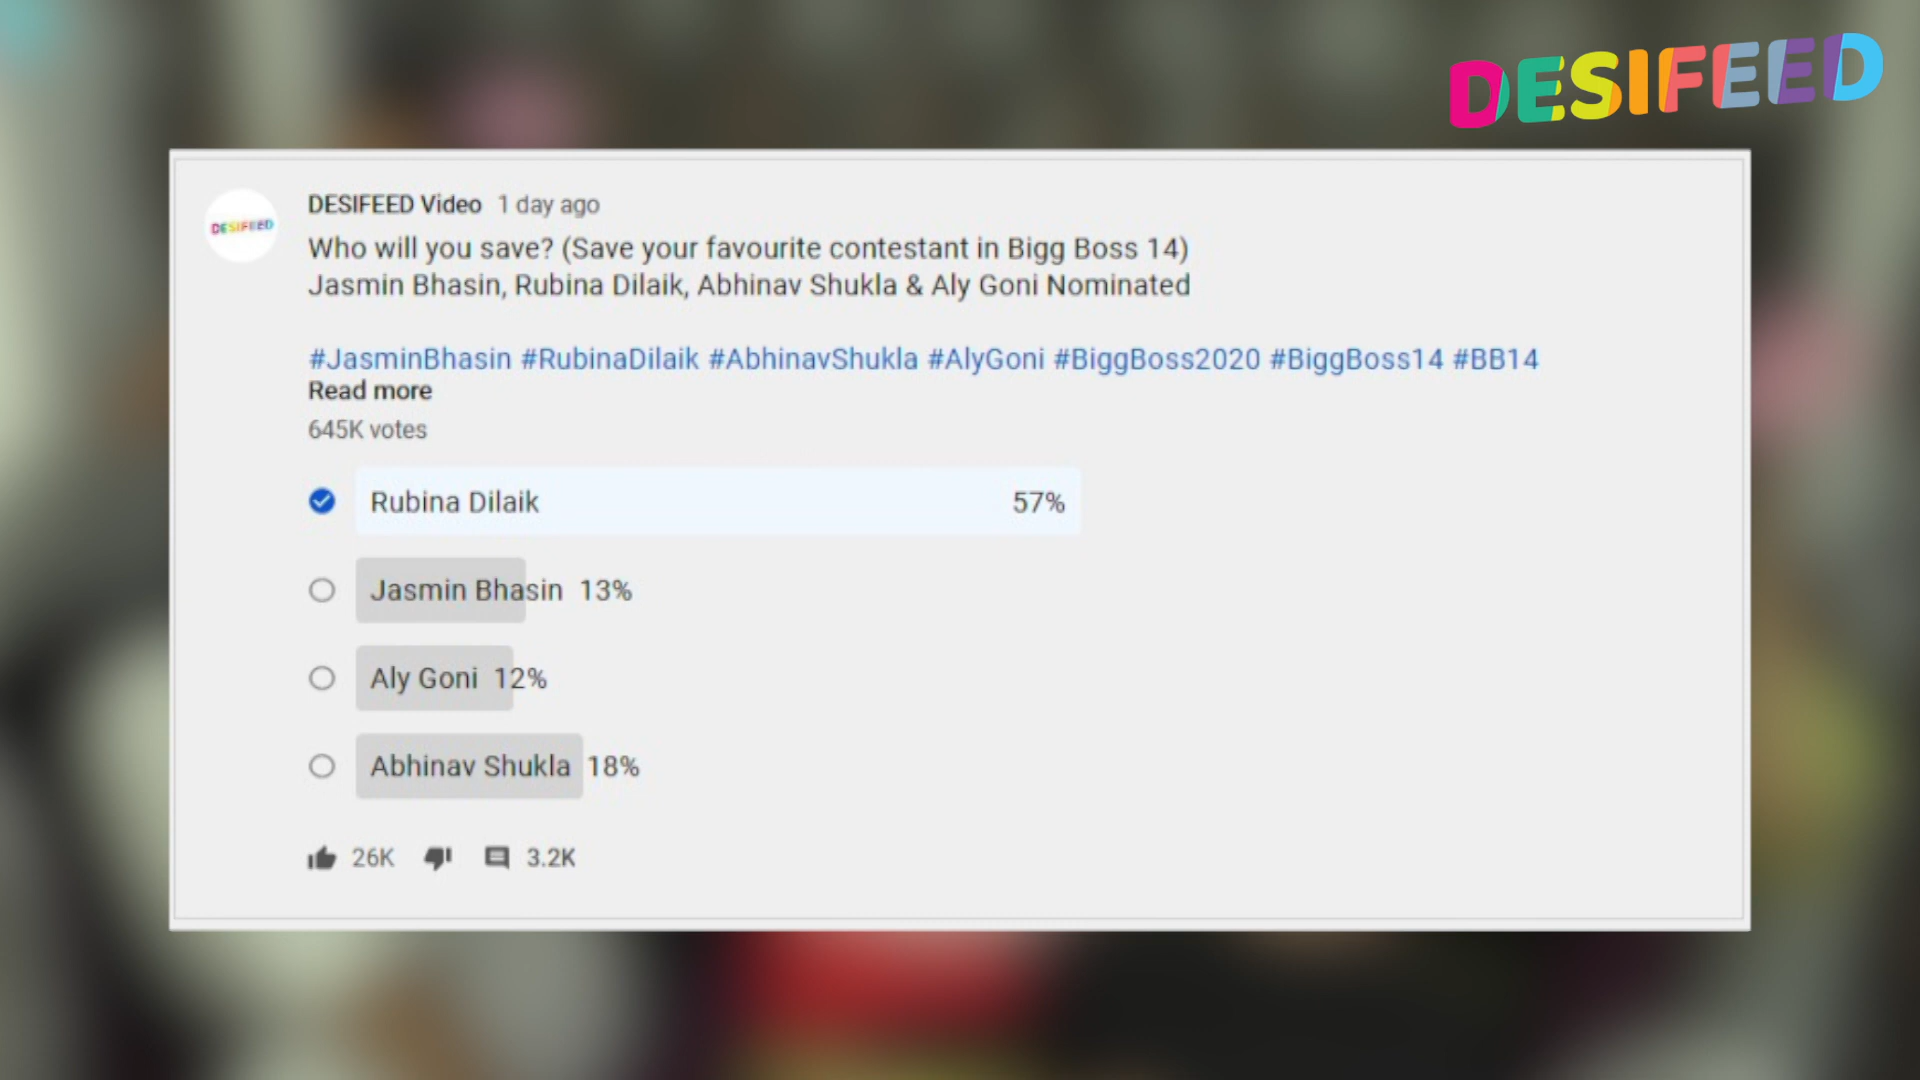 DESIFEED
DESIFEED
DESIFEED Video 1 day ago
Who will you save? (Save your favourite contestant in Bigg Boss 14)
Jasmin Bhasin, Rubina Dilaik, Abhinav Shukla & Aly Goni Nominated
#JasminBhasin #RubinaDilaik #AbhinavShukla #AlyGoni #BiggBoss2020 #BiggBoss14 #BB14
Read more
645K votes
Rubina Dilaik 57%
Jasmin Bhasin 13%
Aly Goni 12%
Abhinav Shukla 18%
26K 3.2K